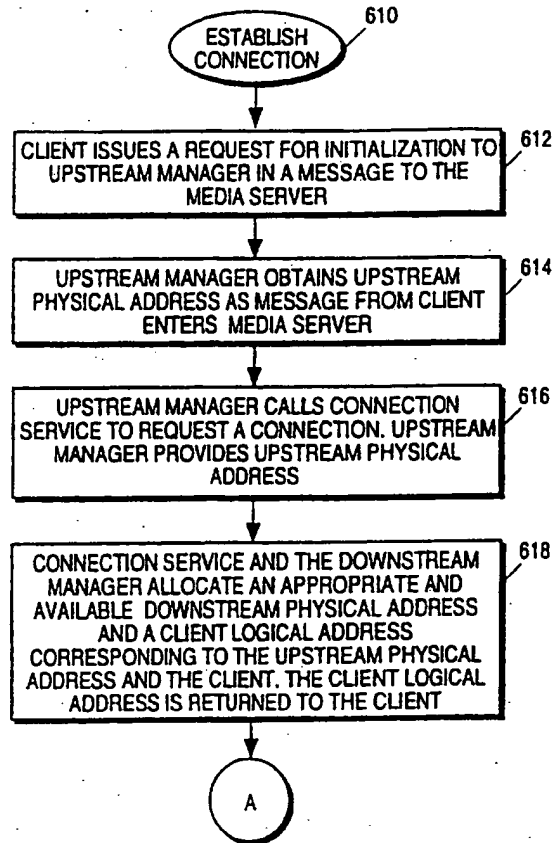 ESTABLISH
CONNECTION
610
CLIENT ISSUES A REQUEST FOR INITIALIZATION TO
UPSTREAM MANAGER IN A MESSAGE TO THE
MEDIA SERVER
612
UPSTREAM MANAGER OBTAINS UPSTREAM
PHYSICAL ADDRESS AS MESSAGE FROM CLIENT
ENTERS MEDIA SERVER
614
UPSTREAM MANAGER CALLS CONNECTION
SERVICE TO REQUEST A CONNECTION. UPSTREAM
MANAGER PROVIDES UPSTREAM PHYSICAL
ADDRESS
616
CONNECTION SERVICE AND THE DOWNSTREAM
MANAGER ALLOCATE AN APPROPRIATE AND
AVAILABLE DOWNSTREAM PHYSICAL ADDRESS
AND A CLIENT LOGICAL ADDRESS
CORRESPONDING TO THE UPSTREAM PHYSICAL
ADDRESS AND THE CLIENT. THE CLIENT LOGICAL
ADDRESS IS RETURNED TO THE CLIENT
618
A